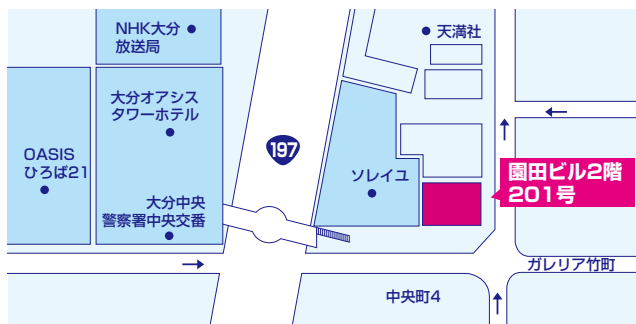 NHK大分
放送局
天満社
大分オアシス
タワーホテル
197
OASIS
ひろば21
ソレイユ
園田ビル2階
201号
大分中央
警察署中央交番
ガレリア竹町
中央町4